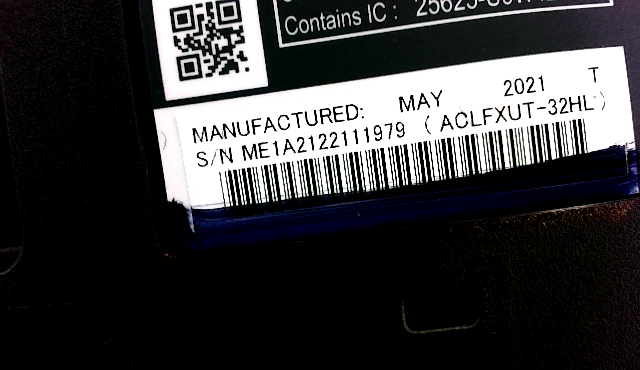 Contains IC :
MANUFACTURED: MAY 2021 T
S/N ME1A2122111979 ( ACLFXUT-32HL )